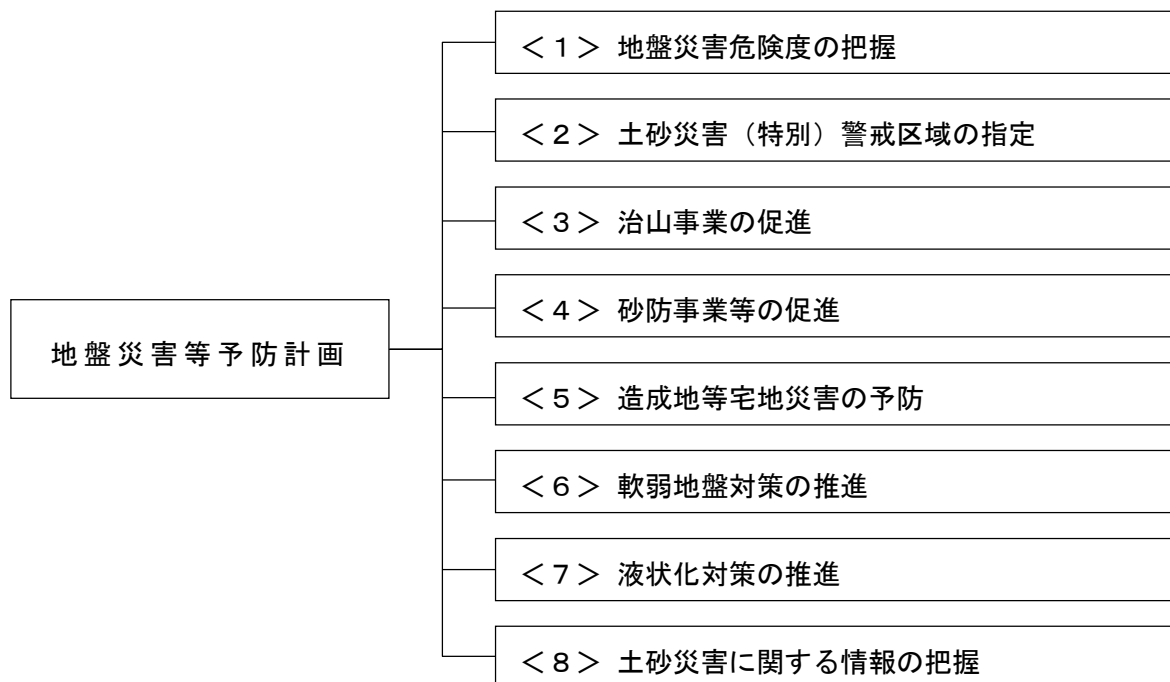 ＜１＞ 地盤災害危険度の把握
＜２＞ 土砂災害（特別）警戒区域の指定
＜３＞ 治山事業の促進
＜４＞ 砂防事業等の促進
地盤災害等予防計画
＜５＞ 造成地等宅地災害の予防
＜６＞ 軟弱地盤対策の推進
＜７＞ 液状化対策の推進
＜８＞ 土砂災害に関する情報の把握